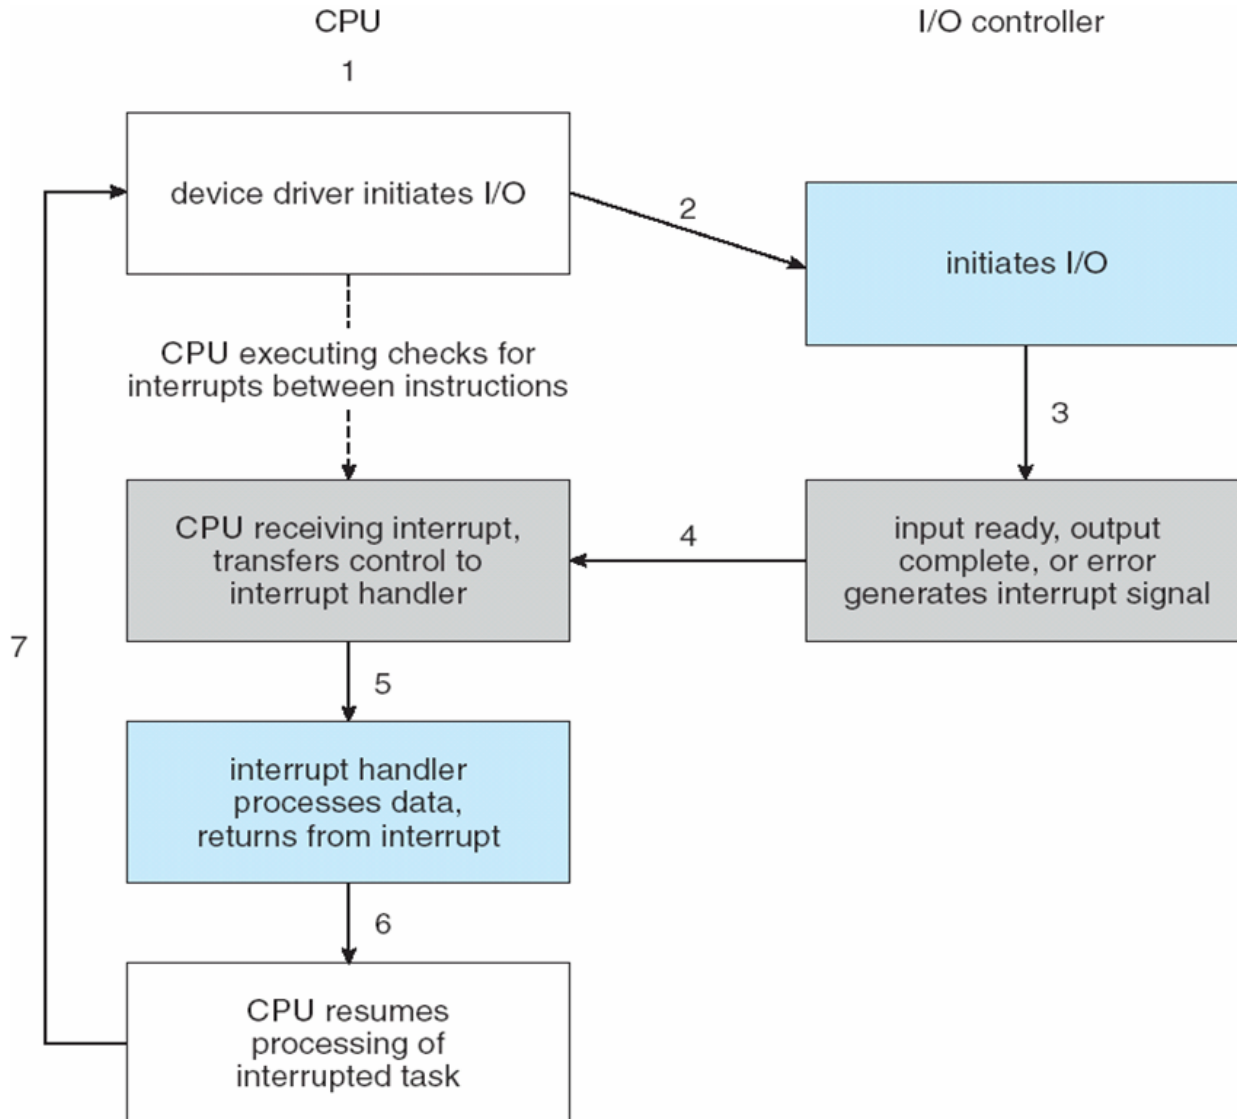 CPU
I/O controller
1
device driver initiates I/O
2
initiates I/O
CPU executing checks for
interrupts between instructions
3
CPU receiving interrupt,
transfers control to
interrupt handler
4
input ready, output
complete, or error
generates interrupt signal
7
5
interrupt handler
processes data,
returns from interrupt
6
CPU resumes
processing of
interrupted task